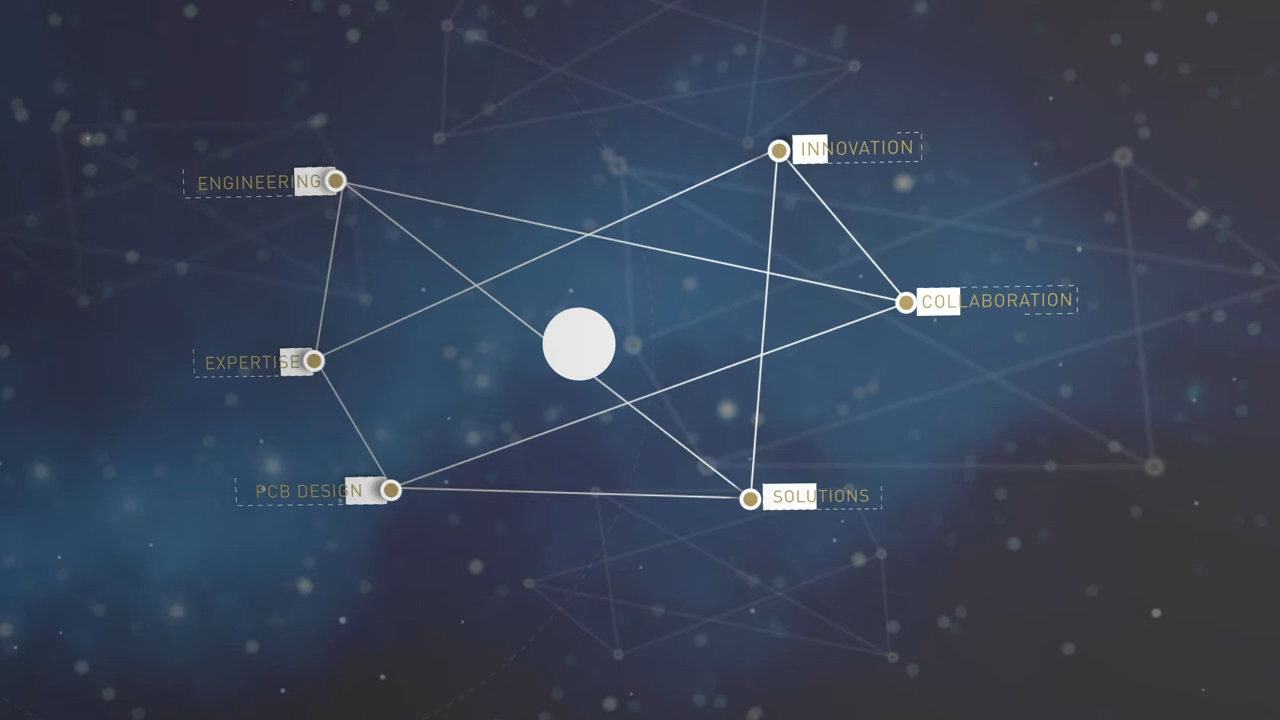 INNOVATION
ENGINEERING
COLLABORATION
EXPERTISE
PCB DESIGN
SOLUTIONS